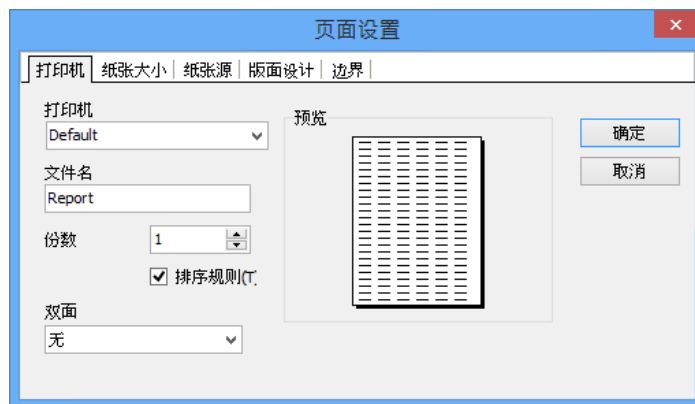 页面设置
打印机 纸张大小 纸张源 版面设计 边界
打印机
Default
文件名
Report
份数 1
排序规则(T
双面
无
预览
确定
取消